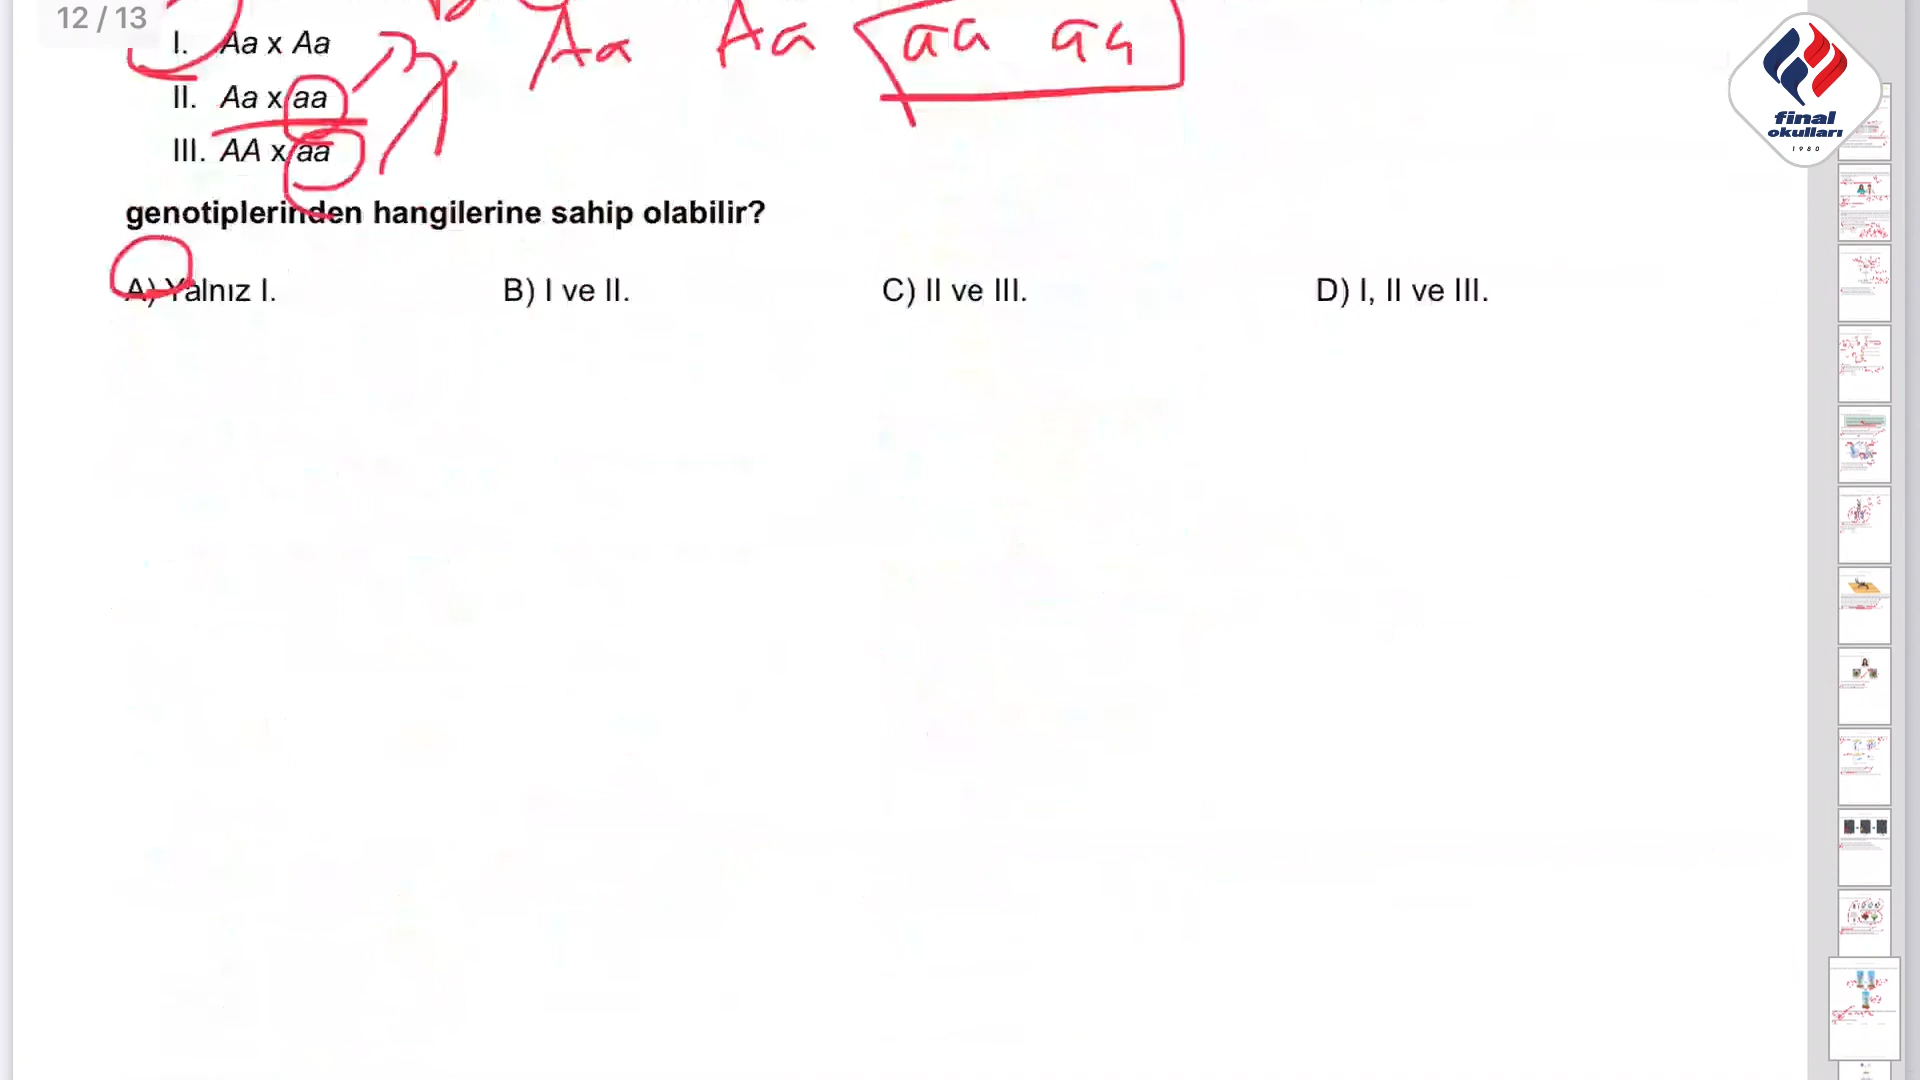 12 / 13
I. Aa x Aa
Aa Aa aa aa
II. Aa x aa
III. AA x aa
genotiplerinden hangilerine sahip olabilir?
A) Yalnız I. B) I ve II. C) II ve III. D) I, II ve III.
final
okulları
1980